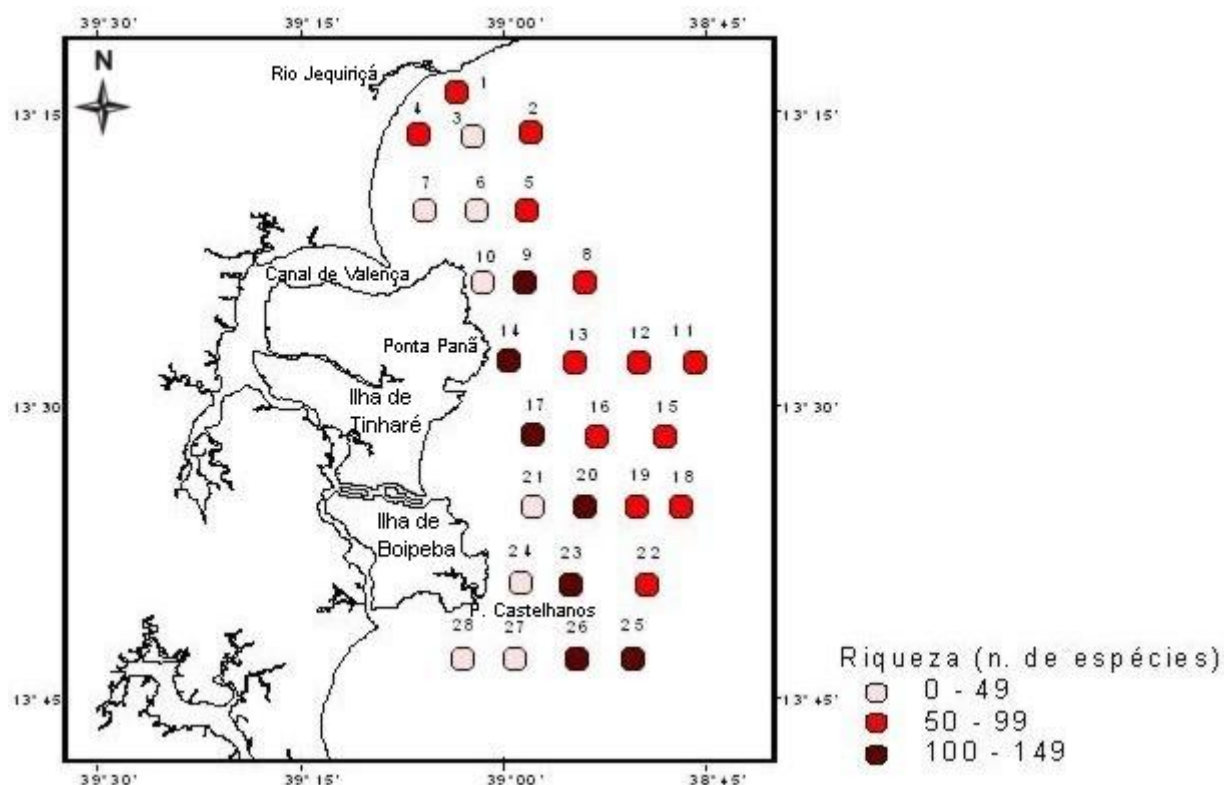 39° 30' 39° 15' 39° 00' 38° 45'
N
Rio Jequiriçá
1
13° 15' 4 3 2 13° 15'
7 6 5
Canal de Valença 10 9 8
Ponta Panã 14 13 12 11
13° 30' 13° 30'
Ilha de
Tinharé
17 16 15
21 20 19 18
Ilha de
Boipeba
24 23 22
P. Castelhanos
28 27 26 25
13° 45' 13° 45'
39° 30' 39° 15' 39° 00' 38° 45'
Riqueza (n. de espécies)
0 - 49
50 - 99
100 - 149